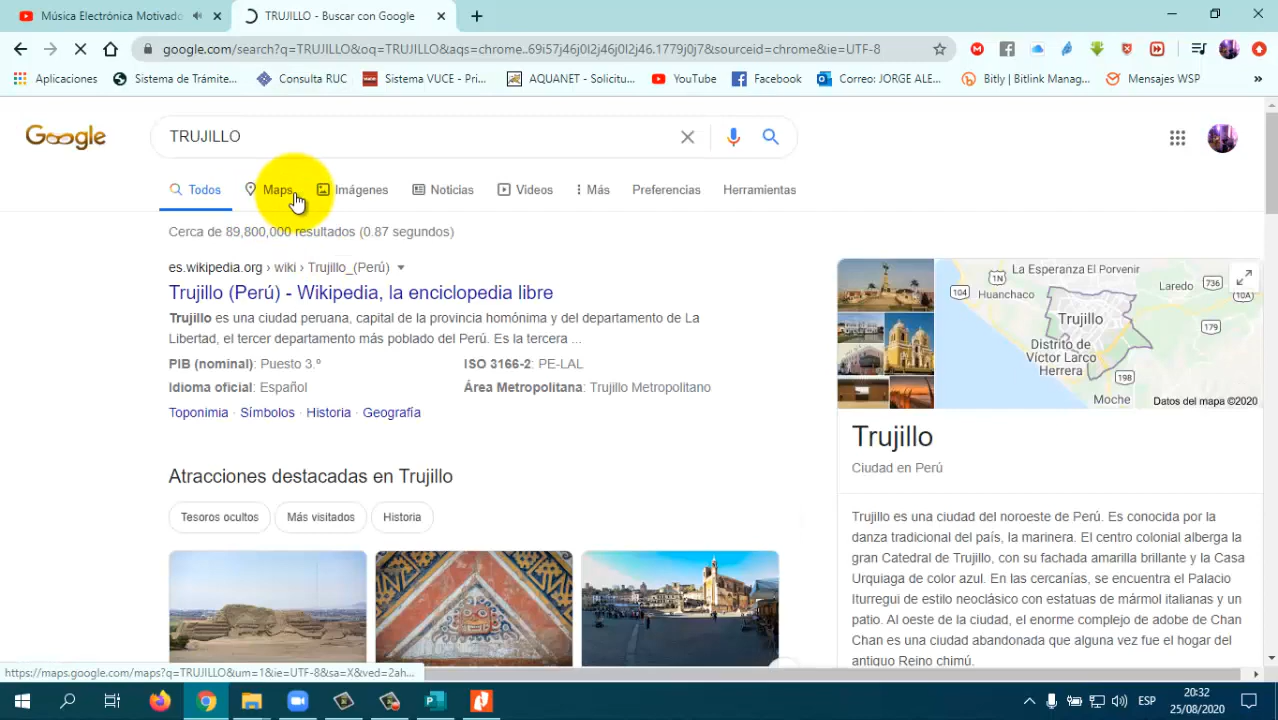 Música Electrónica Motivado
TRUJILLO - Buscar con Google
google.com/search?q=TRUJILLO&oq=TRUJILLO&aqs=chrome..69i57j46j0l2j46j0l2j46.1779j0j7&sourceid=chrome&ie=UTF-8
Aplicaciones
Sistema de Trámite...
Consulta RUC
Sistema VUCE - Pri...
AQUANET - Solicitu...
YouTube
Facebook
Correo: JORGE ALE...
Bitly | Bitlink Manag...
Mensajes WSP
Google
TRUJILLO
Todos
Maps
Imágenes
Noticias
Videos
Más
Preferencias
Herramientas
Cerca de 89,800,000 resultados (0.87 segundos)
es.wikipedia.org › wiki › Trujillo_(Perú)
Trujillo (Perú) - Wikipedia, la enciclopedia libre
Trujillo es una ciudad peruana, capital de la provincia homónima y del departamento de La
Libertad, el tercer departamento más poblado del Perú. Es la tercera ...
PIB (nominal): Puesto 3.º
ISO 3166-2: PE-LAL
Idioma oficial: Español
Área Metropolitana: Trujillo Metropolitano
Toponimia · Símbolos · Historia · Geografía
Atracciones destacadas en Trujillo
Tesoros ocultos
Más visitados
Historia
La Esperanza El Porvenir
1N
104
Huanchaco
Laredo
736
10A
Trujillo
179
Distrito de
Víctor Larco
Herrera
198
Moche
Datos del mapa ©2020
Trujillo
Ciudad en Perú
Trujillo es una ciudad del noroeste de Perú. Es conocida por la
danza tradicional del país, la marinera. El centro colonial alberga la
gran Catedral de Trujillo, con su fachada amarilla brillante y la Casa
Urquiaga de color azul. En las cercanías, se encuentra el Palacio
Iturregui de estilo neoclásico con estatuas de mármol italianas y un
patio. Al oeste de la ciudad, el enorme complejo de adobe de Chan
Chan es una ciudad abandonada que alguna vez fue el hogar del
antiguo Reino chimú.
https://maps.google.com/maps?q=TRUJILLO&um=1&ie=UTF-8&sa=X&ved=2ah...
ESP
20:32
25/08/2020